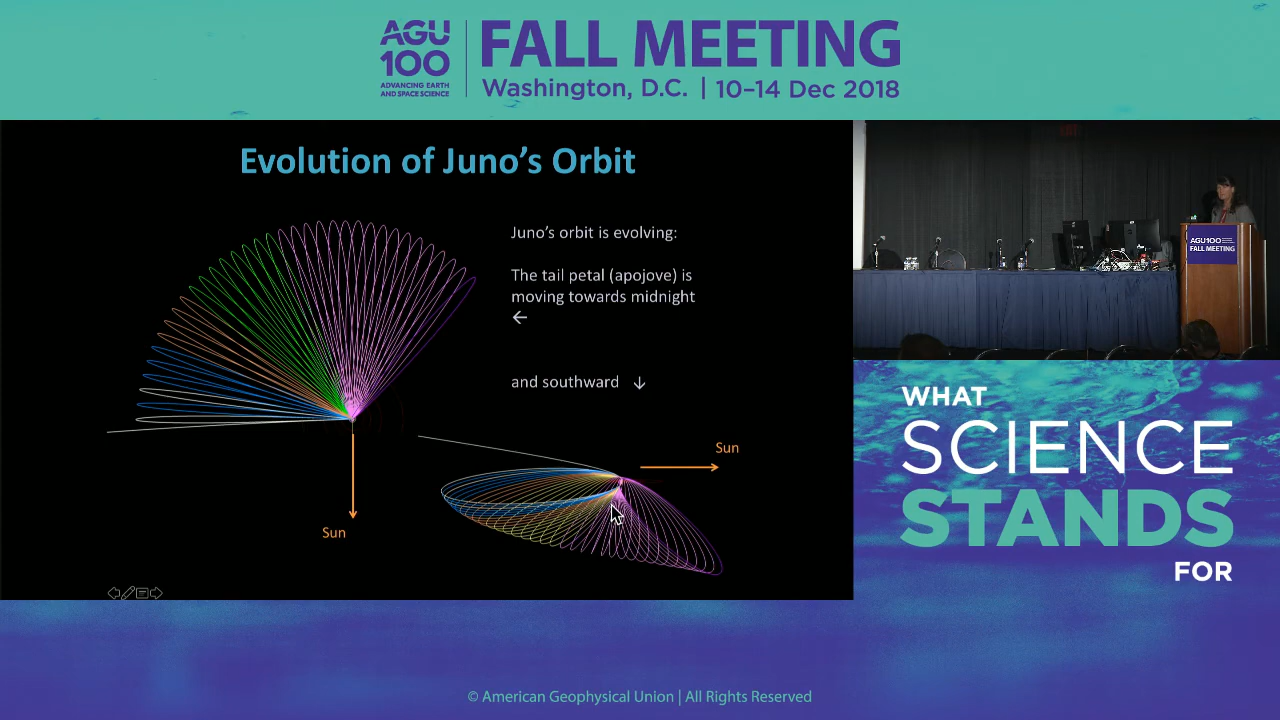 AGU
100
ADVANCING EARTH
AND SPACE SCIENCE
FALL MEETING
Washington, D.C. | 10–14 Dec 2018
Evolution of Juno's Orbit
Juno's orbit is evolving:
The tail petal (apojove) is
moving towards midnight
←
and southward ↓
Sun
Sun
AGU100
FALL MEETING
WHAT
SCIENCE
STANDS
FOR
© American Geophysical Union | All Rights Reserved